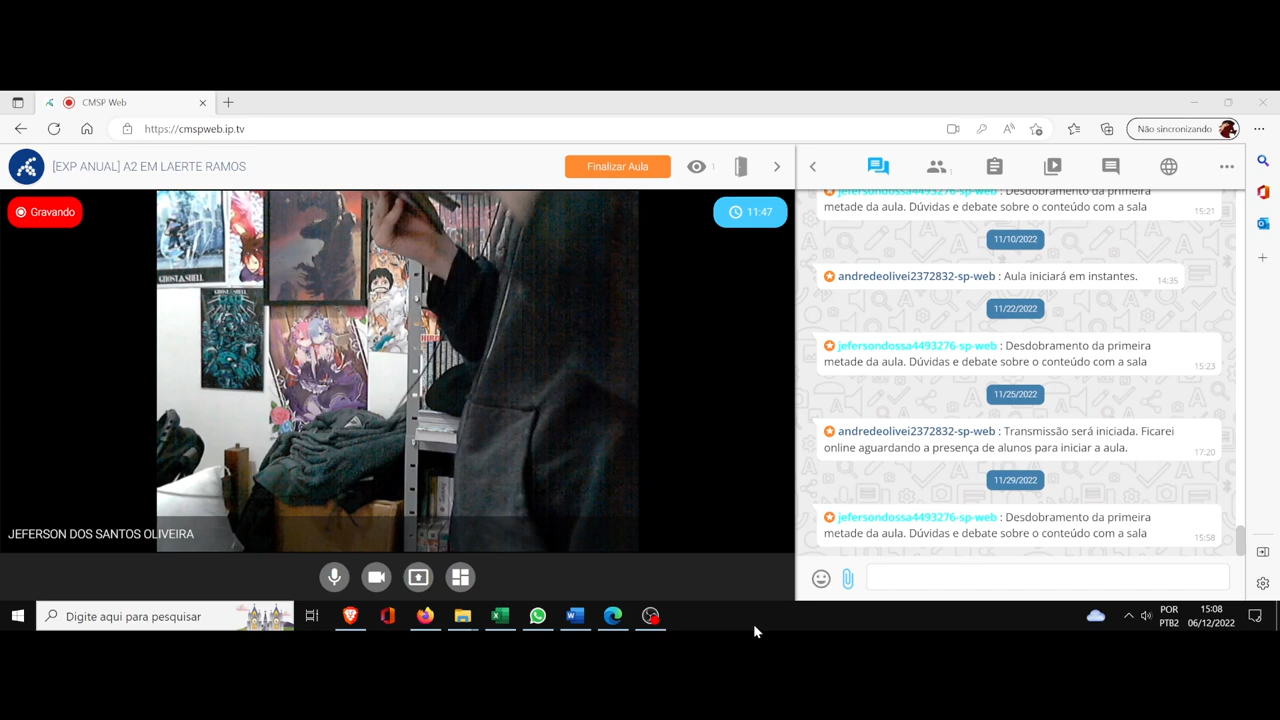 CMSP Web
https://cmspweb.ip.tv
Não sincronizando
[EXP ANUAL] A2 EM LAERTE RAMOS
Finalizar Aula
1
Gravando
11:47
GHOST SHELL
GHOST SHELL
JEFERSON DOS SANTOS OLIVEIRA
1
jefersondossa4493276-sp-web : Desdobramento da primeira
metade da aula. Dúvidas e debate sobre o conteúdo com a sala
15:21
11/10/2022
andredeolivei2372832-sp-web : Aula iniciará em instantes.
14:35
11/22/2022
jefersondossa4493276-sp-web : Desdobramento da primeira
metade da aula. Dúvidas e debate sobre o conteúdo com a sala
15:23
11/25/2022
andredeolivei2372832-sp-web : Transmissão será iniciada. Ficarei
online aguardando a presença de alunos para iniciar a aula.
17:20
11/29/2022
jefersondossa4493276-sp-web : Desdobramento da primeira
metade da aula. Dúvidas e debate sobre o conteúdo com a sala
15:58
Digite aqui para pesquisar
POR
PTB2
15:08
06/12/2022